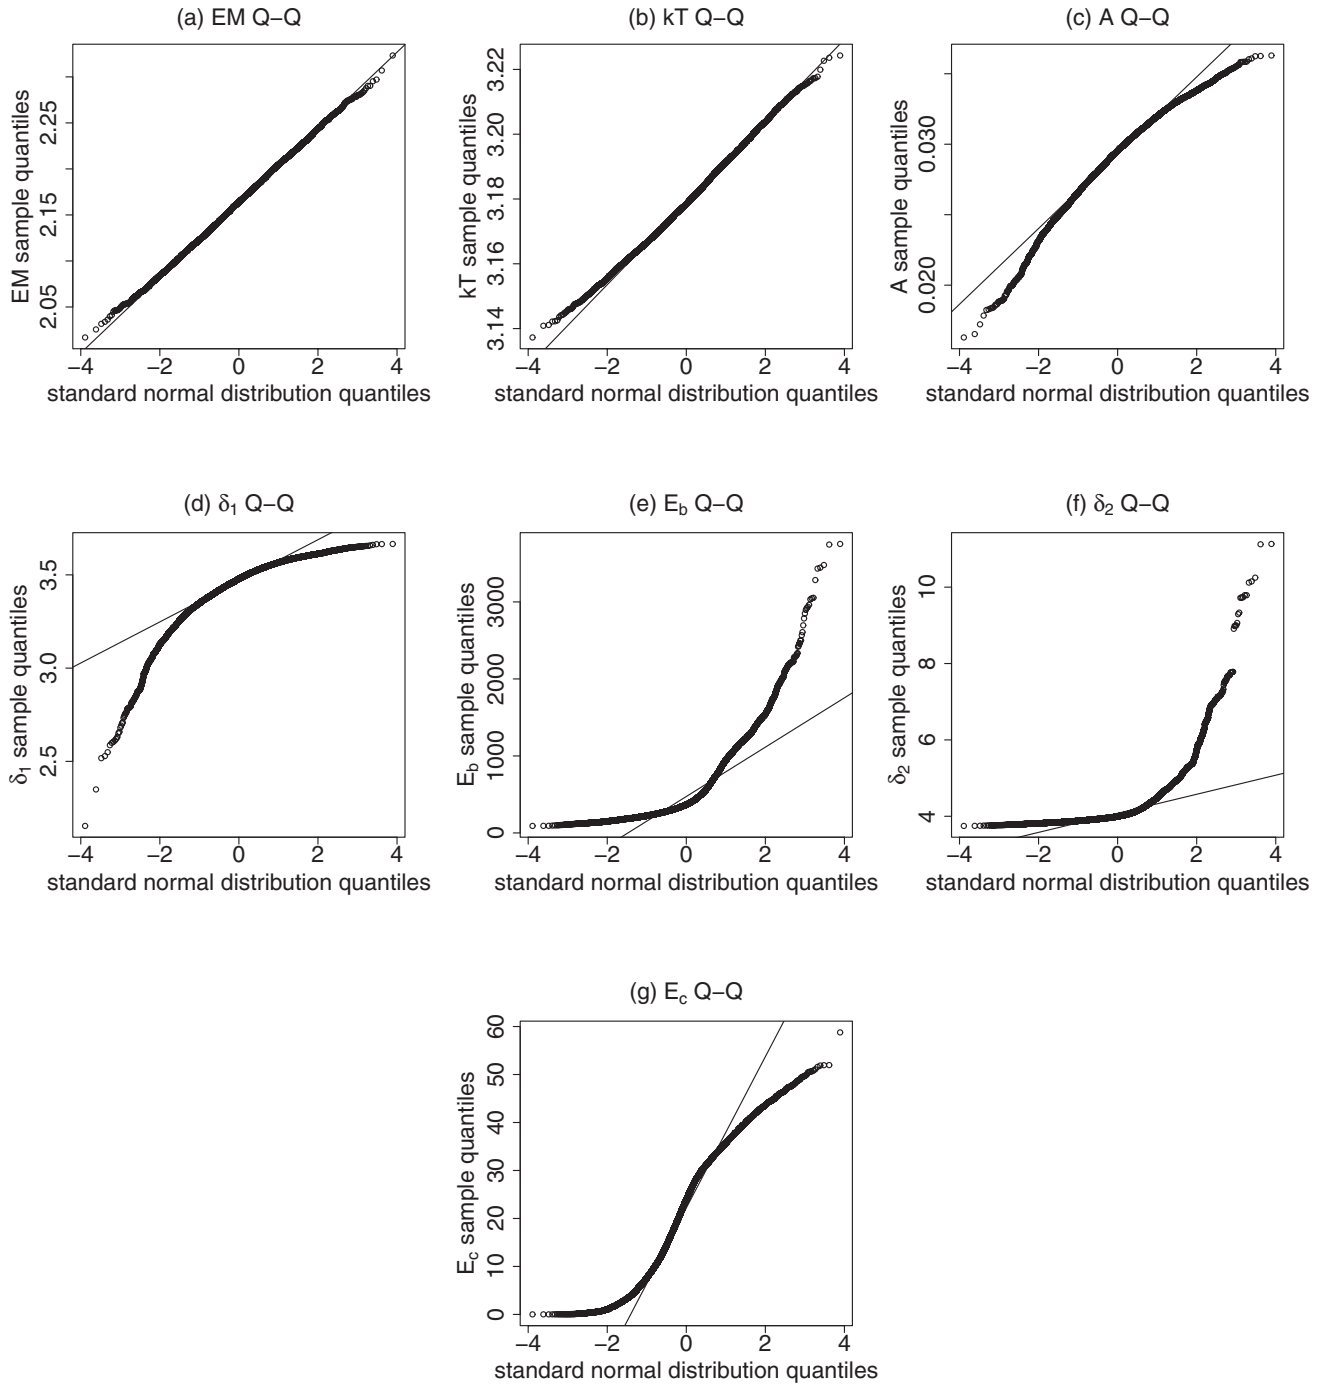 (a) EM Q−Q
(b) kT Q−Q
(c) A Q−Q
EM sample quantiles
2.05
2.15
2.25
−4 −2 0 2 4
standard normal distribution quantiles
kT sample quantiles
3.14
3.16
3.18
3.20
3.22
−4 −2 0 2 4
standard normal distribution quantiles
A sample quantiles
0.020
0.030
−4 −2 0 2 4
standard normal distribution quantiles
(d) δ1 Q−Q
(e) Eb Q−Q
(f) δ2 Q−Q
δ1 sample quantiles
2.5
3.0
3.5
−4 −2 0 2 4
standard normal distribution quantiles
Eb sample quantiles
0
1000
2000
3000
−4 −2 0 2 4
standard normal distribution quantiles
δ2 sample quantiles
4
6
8
10
−4 −2 0 2 4
standard normal distribution quantiles
(g) Ec Q−Q
Ec sample quantiles
0
10
20
30
40
50
60
−4 −2 0 2 4
standard normal distribution quantiles